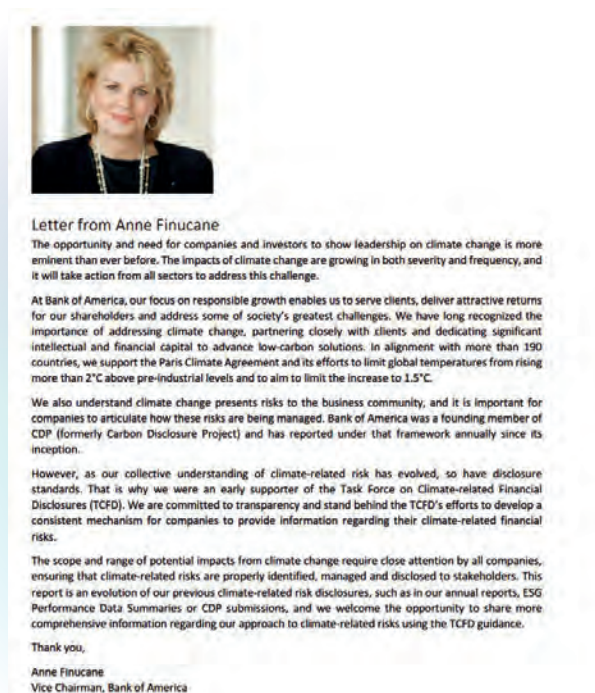 Letter from Anne Finucane
The opportunity and need for companies and investors to show leadership on climate change is more
eminent than ever before. The impacts of climate change are growing in both severity and frequency, and
it will take action from all sectors to address this challenge.
At Bank of America, our focus on responsible growth enables us to serve clients, deliver attractive returns
for our shareholders and address some of society's greatest challenges. We have long recognized the
importance of addressing climate change, partnering closely with clients and dedicating significant
intellectual and financial capital to advance low-carbon solutions. In alignment with more than 190
countries, we support the Paris Climate Agreement and its efforts to limit global temperatures from rising
more than 2°C above pre-industrial levels and to aim to limit the increase to 1.5°C.
We also understand climate change presents risks to the business community, and it is important for
companies to articulate how these risks are being managed. Bank of America was a founding member of
CDP (formerly Carbon Disclosure Project) and has reported under that framework annually since its
inception.
However, as our collective understanding of climate-related risk has evolved, so have disclosure
standards. That is why we were an early supporter of the Task Force on Climate-related Financial
Disclosures (TCFD). We are committed to transparency and stand behind the TCFD's efforts to develop a
consistent mechanism for companies to provide information regarding their climate-related financial
risks.
The scope and range of potential impacts from climate change require close attention by all companies,
ensuring that climate-related risks are properly identified, managed and disclosed to stakeholders. This
report is an evolution of our previous climate-related risk disclosures, such as in our annual reports, ESG
Performance Data Summaries or CDP submissions, and we welcome the opportunity to share more
comprehensive information regarding our approach to climate-related risks using the TCFD guidance.
Thank you,
Anne Finucane
Vice Chairman, Bank of America